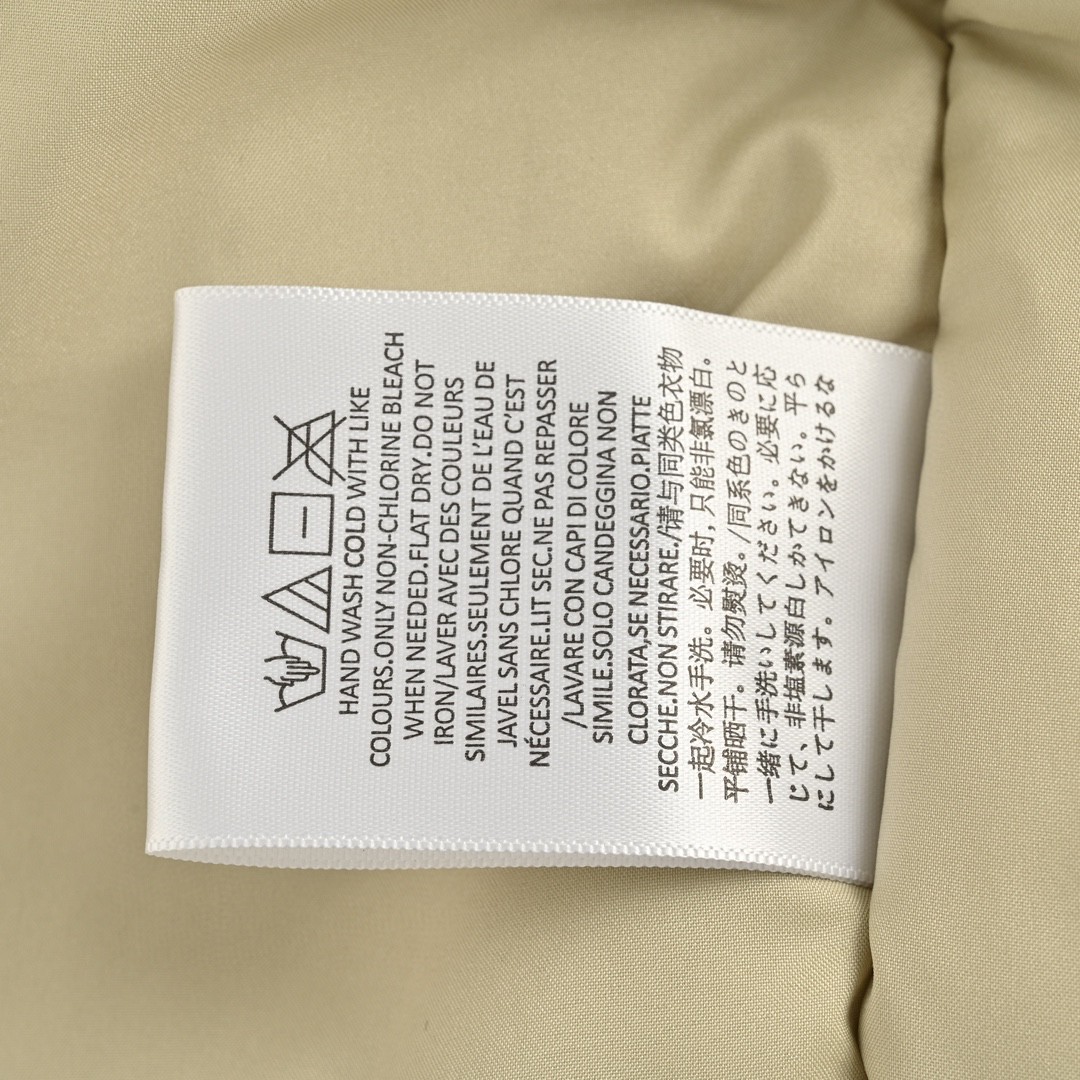 HAND WASH COLD WITH LIKE
COLOURS.ONLY NON-CHLORINE BLEACH
WHEN NEEDED.FLAT DRY.DO NOT
IRON/LAVER AVEC DES COULEURS
SIMILAIRES.SEULEMENT DE L'EAU DE
JAVEL SANS CHLORE QUAND C'EST
NÉCESSAIRE.LIT SEC.NE PAS REPASSER
/LAVARE CON CAPI DI COLORE
SIMILE.SOLO CANDEGGINA NON
CLORATA,SE NECESSARIO.PIATTE
SECCHE.NON STIRARE./请与同类色衣物
一起冷水手洗。必要时,只能非氯漂白。
平铺晒干。请勿熨烫。/同系色のきのと
一緒に手洗いしてください。必要に応
じて、非塩素源白しかてきない。平ら
にして干します。アイロンをかけるな